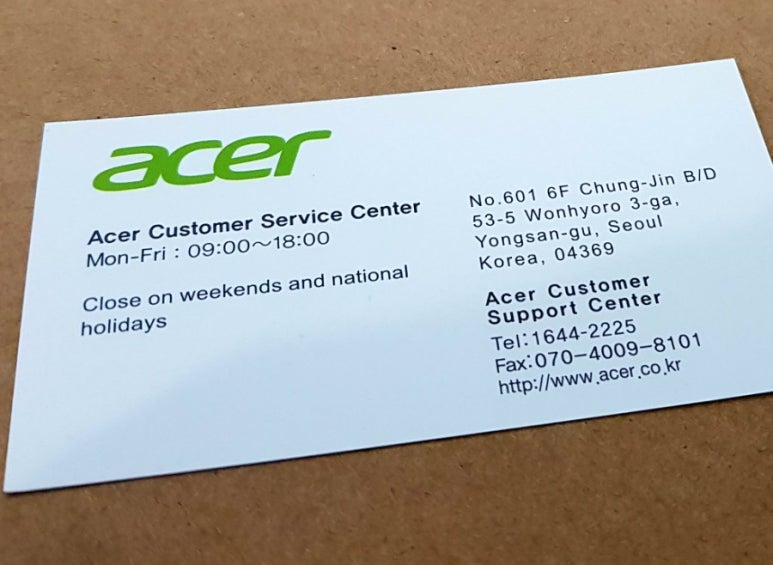 acer
Acer Customer Service Center
Mon-Fri : 09:00~18:00
Close on weekends and national
holidays
No.601 6F Chung-Jin B/D
53-5 Wonhyoro 3-ga,
Yongsan-gu, Seoul
Korea, 04369
Acer Customer
Support Center
Tel:1644-2225
Fax:070-4009-8101
http://www.acer.co.kr